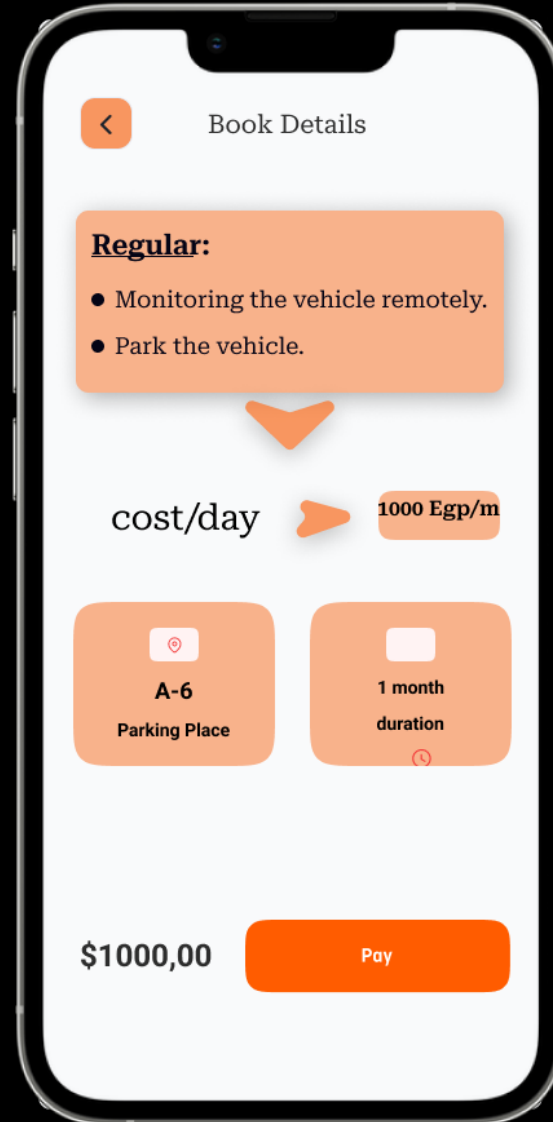 Book Details
Regular:
Monitoring the vehicle remotely.
Park the vehicle.
cost/day
1000 Egp/m
A-6
Parking Place
1 month
duration
$1000,00
Pay